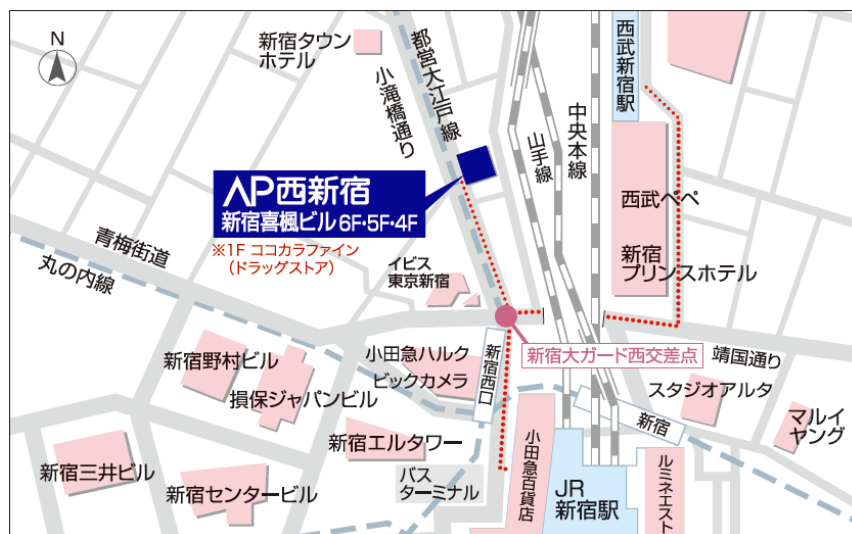 N
新宿タウン
ホテル
都営大江戸線
小滝橋通り
西武新宿駅
中央本線
山手線
AP西新宿
新宿喜楓ビル6F・5F・4F
※1F ココカラファイン
(ドラッグストア)
西武ペペ
新宿
プリンスホテル
青梅街道
丸の内線
イビス
東京新宿
新宿大ガード西交差点
靖国通り
新宿野村ビル
損保ジャパンビル
小田急ハルク
ビックカメラ
新宿西口
スタジオアルタ
新宿
マルイ
ヤング
新宿三井ビル
新宿センタービル
新宿エルタワー
バス
ターミナル
小田急百貨店
JR
新宿駅
ルミネエスト